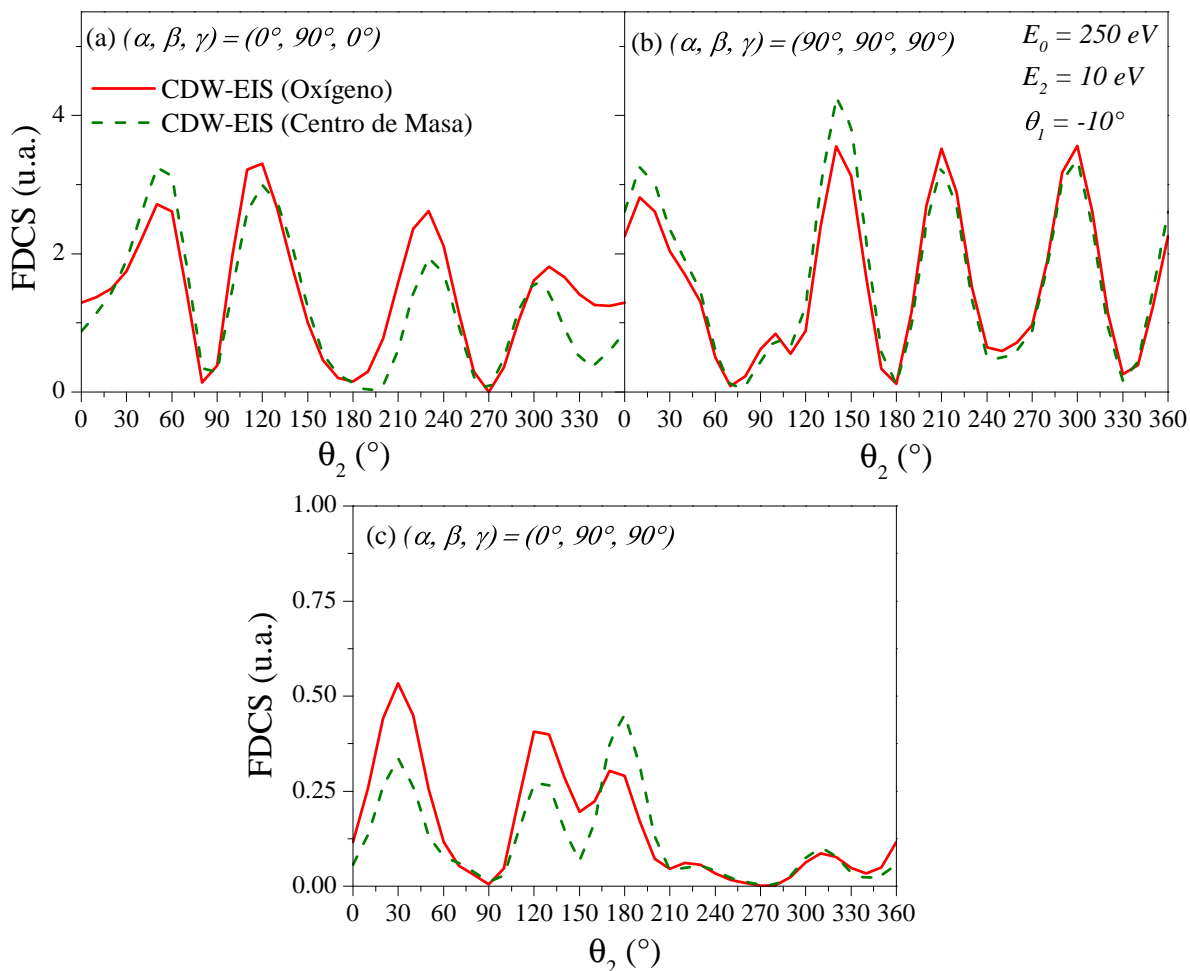 (a) (α, β, γ) = (0°, 90°, 0°)
CDW-EIS (Oxígeno)
CDW-EIS (Centro de Masa)
FDCS (u.a.)
4
2
0
0 30 60 90 120 150 180 210 240 270 300 330
θ2 (°)
(b) (α, β, γ) = (90°, 90°, 90°)
E0 = 250 eV
E2 = 10 eV
θ1 = -10°
0 30 60 90 120 150 180 210 240 270 300 330 360
θ2 (°)
(c) (α, β, γ) = (0°, 90°, 90°)
FDCS (u.a.)
1.00
0.75
0.50
0.25
0.00
0 30 60 90 120 150 180 210 240 270 300 330 360
θ2 (°)